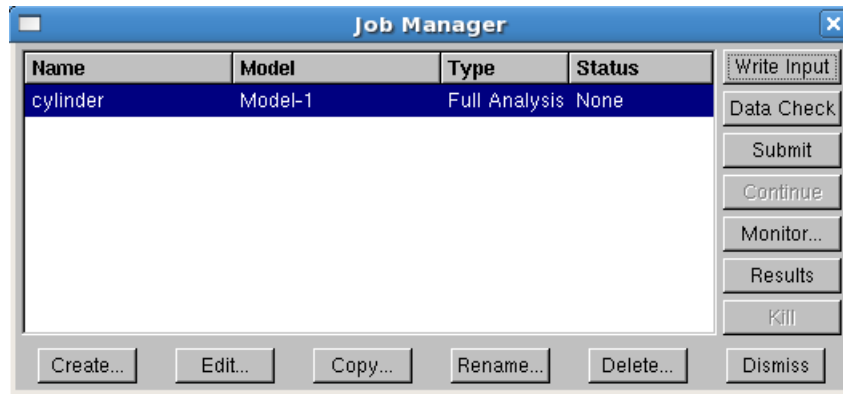 Job Manager
Name Model Type Status Write Input
cylinder Model-1 Full Analysis None Data Check
Submit
Continue
Monitor...
Results
Kill
Create... Edit... Copy... Rename... Delete... Dismiss